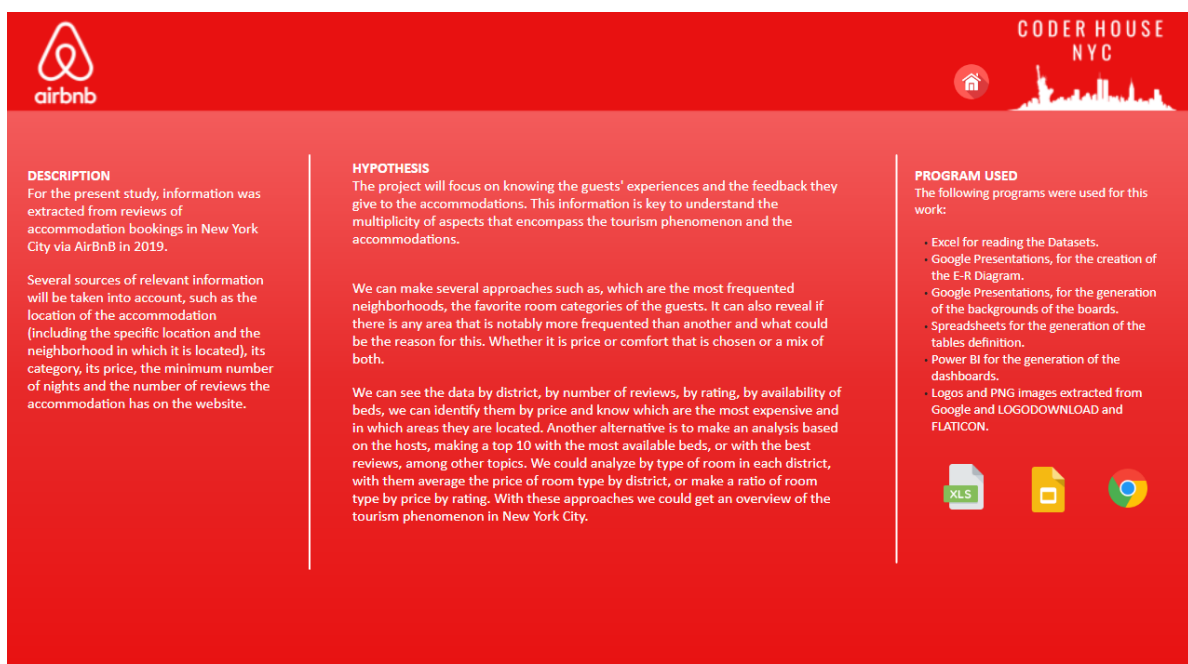 airbnb
CODER HOUSE
NYC
DESCRIPTION
For the present study, information was
extracted from reviews of
accommodation bookings in New York
City via AirBnB in 2019.
Several sources of relevant information
will be taken into account, such as the
location of the accommodation
(including the specific location and the
neighborhood in which it is located), its
category, its price, the minimum number
of nights and the number of reviews the
accommodation has on the website.
HYPOTHESIS
The project will focus on knowing the guests' experiences and the feedback they
give to the accommodations. This information is key to understand the
multiplicity of aspects that encompass the tourism phenomenon and the
accommodations.
We can make several approaches such as, which are the most frequented
neighborhoods, the favorite room categories of the guests. It can also reveal if
there is any area that is notably more frequented than another and what could
be the reason for this. Whether it is price or comfort that is chosen or a mix of
both.
We can see the data by district, by number of reviews, by rating, by availability of
beds, we can identify them by price and know which are the most expensive and
in which areas they are located. Another alternative is to make an analysis based
on the hosts, making a top 10 with the most available beds, or with the best
reviews, among other topics. We could analyze by type of room in each district,
with them average the price of room type by district, or make a ratio of room
type by price by rating. With these approaches we could get an overview of the
tourism phenomenon in New York City.
PROGRAM USED
The following programs were used for this
work:
• Excel for reading the Datasets.
• Google Presentations, for the creation of
the E-R Diagram.
• Google Presentations, for the generation
of the backgrounds of the boards.
• Spreadsheets for the generation of the
tables definition.
• Power BI for the generation of the
dashboards.
• Logos and PNG images extracted from
Google and LOGODOWNLOAD and
FLATICON.
XLS